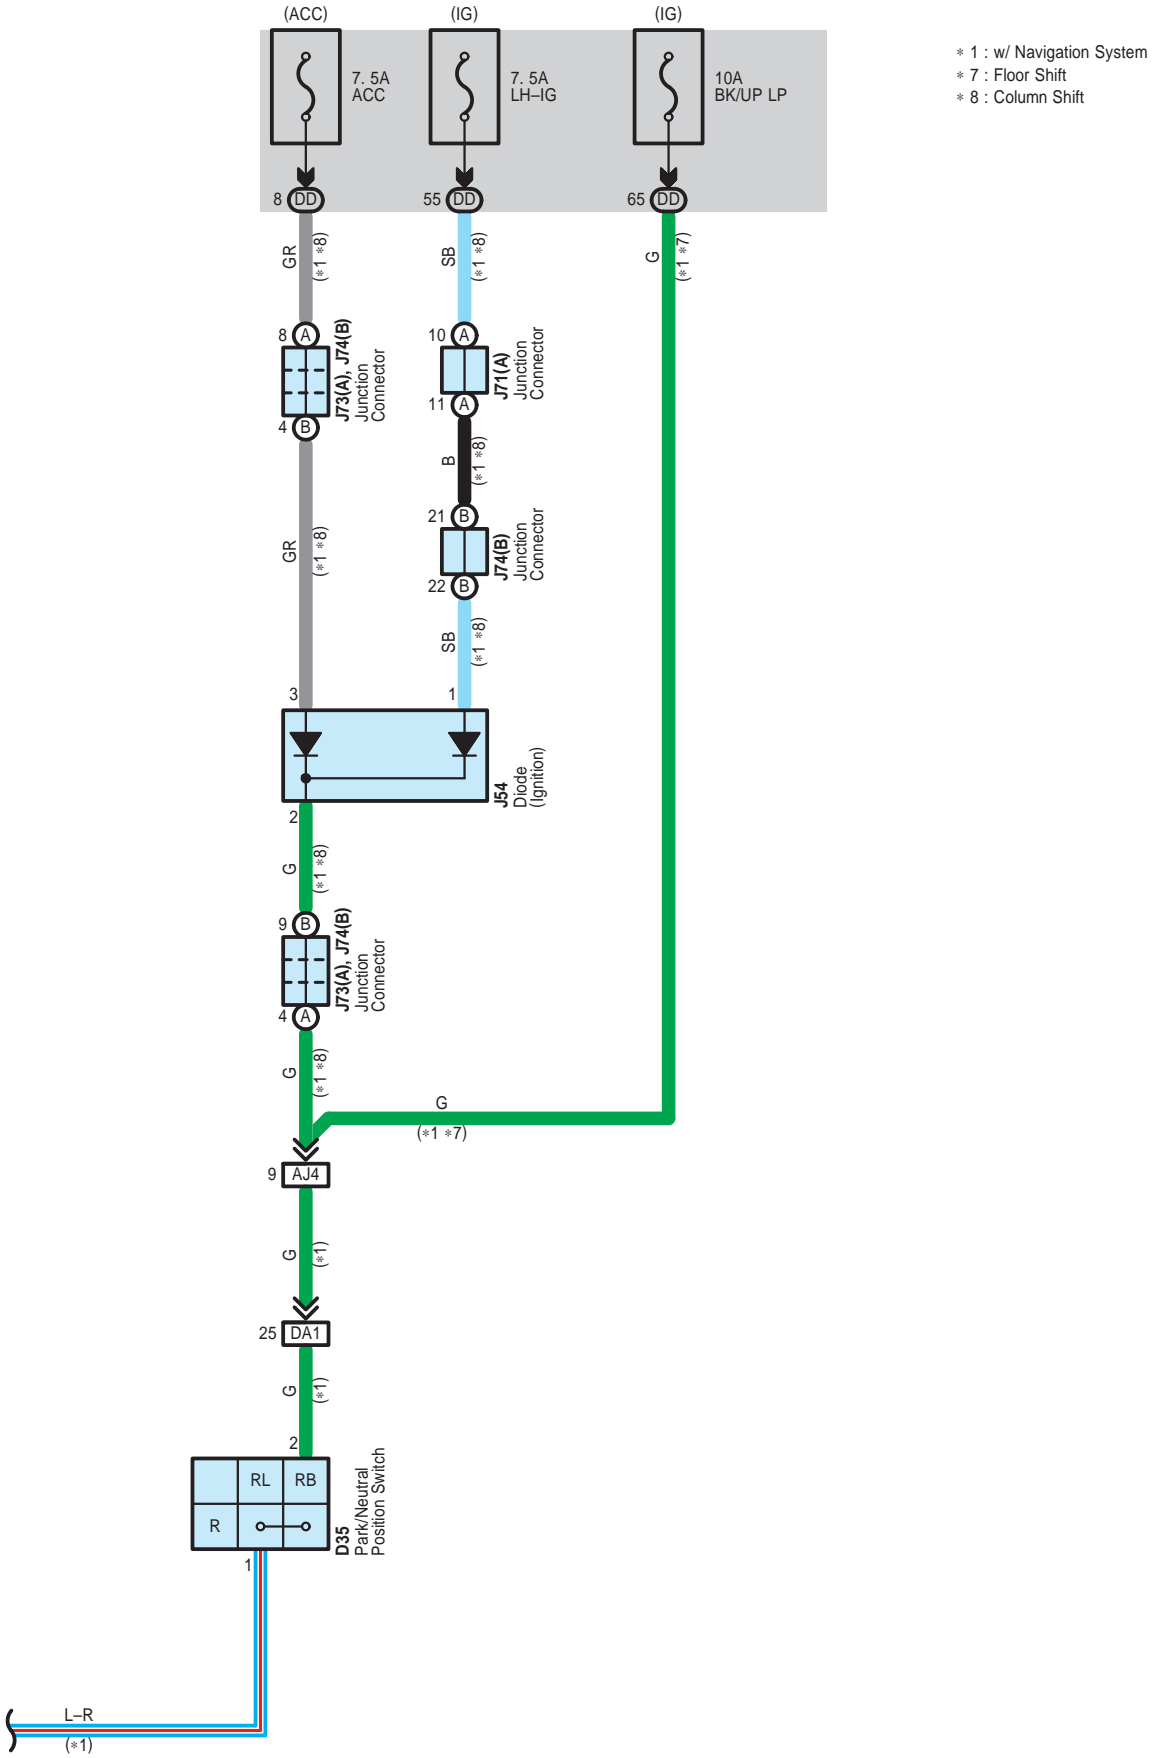 (ACC)
(IG)
(IG)
∗ 1 : w/ Navigation System
∗ 7 : Floor Shift
∗ 8 : Column Shift
7. 5A
ACC
7. 5A
LH–IG
10A
BK/UP LP
8 DD
55 DD
65 DD
GR
(∗1 ∗8)
SB
(∗1 ∗8)
G
(∗1 ∗7)
8 A
J73(A), J74(B)
Junction
Connector
4 B
10 A
J71(A)
Junction
Connector
11 A
B
(∗1 ∗8)
21 B
J74(B)
Junction
Connector
22 B
GR
(∗1 ∗8)
SB
(∗1 ∗8)
3
1
J54
Diode
(Ignition)
2
G
(∗1 ∗8)
9 B
J73(A), J74(B)
Junction
Connector
4 A
G
(∗1 ∗8)
G
(∗1 ∗7)
9 AJ4
G
(∗1)
25 DA1
G
(∗1)
2
RL RB
R
D35
Park/Neutral
Position Switch
1
L–R
(∗1)